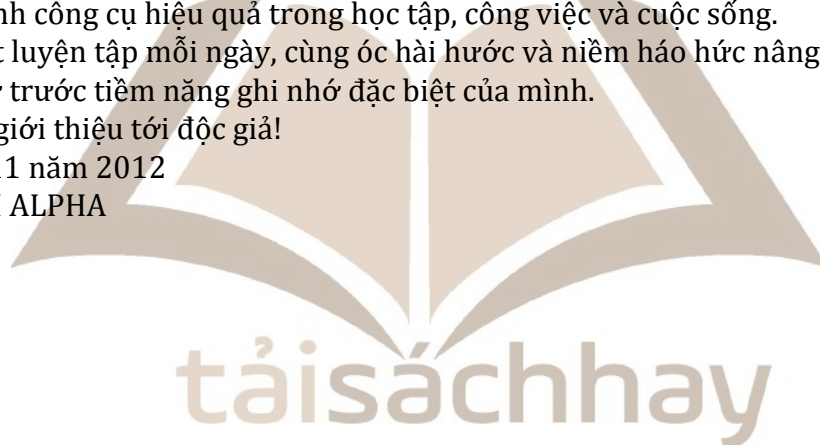 nh công cụ hiệu quả trong học tập, công việc và cuộc sống.
t luyện tập mỗi ngày, cùng óc hài hước và niềm háo hức nâng
trước tiềm năng ghi nhớ đặc biệt của mình.
giới thiệu tới độc giả!
1 năm 2012
ALPHA
tảisáchhay